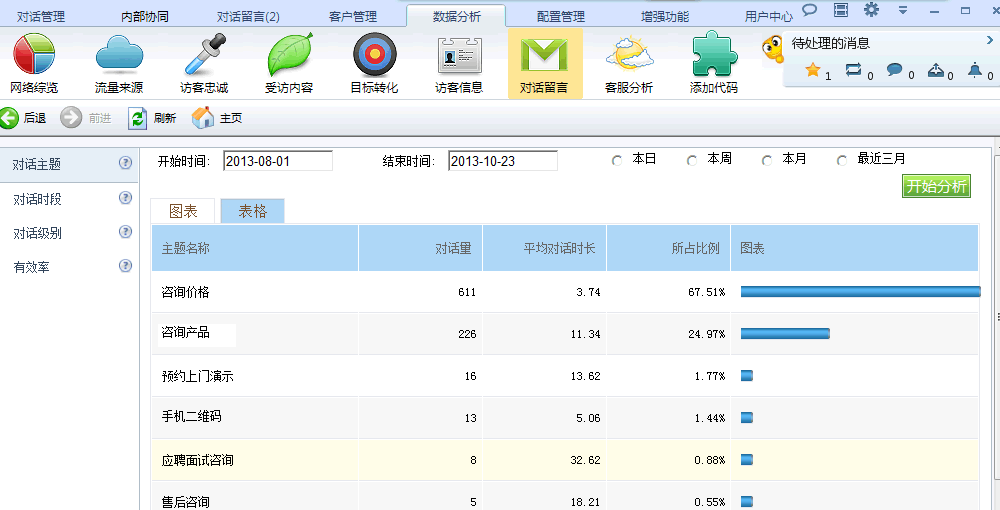 对话管理 内部协同 对话留言(2) 客户管理 数据分析 配置管理 增强功能 用户中心
待处理的消息
1 0 0 0 0
网络综览 流量来源 访客忠诚 受访内容 目标转化 访客信息 对话留言 客服分析 添加代码
后退 前进 刷新 主页
对话主题
对话时段
对话级别
有效率
开始时间: 2013-08-01 结束时间: 2013-10-23 本日 本周 本月 最近三月
开始分析
图表 表格
主题名称 对话量 平均对话时长 所占比例 图表
咨询价格 611 3.74 67.51%
咨询产品 226 11.34 24.97%
预约上门演示 16 13.62 1.77%
手机二维码 13 5.06 1.44%
应聘面试咨询 8 32.62 0.88%
售后咨询 5 18.21 0.55%